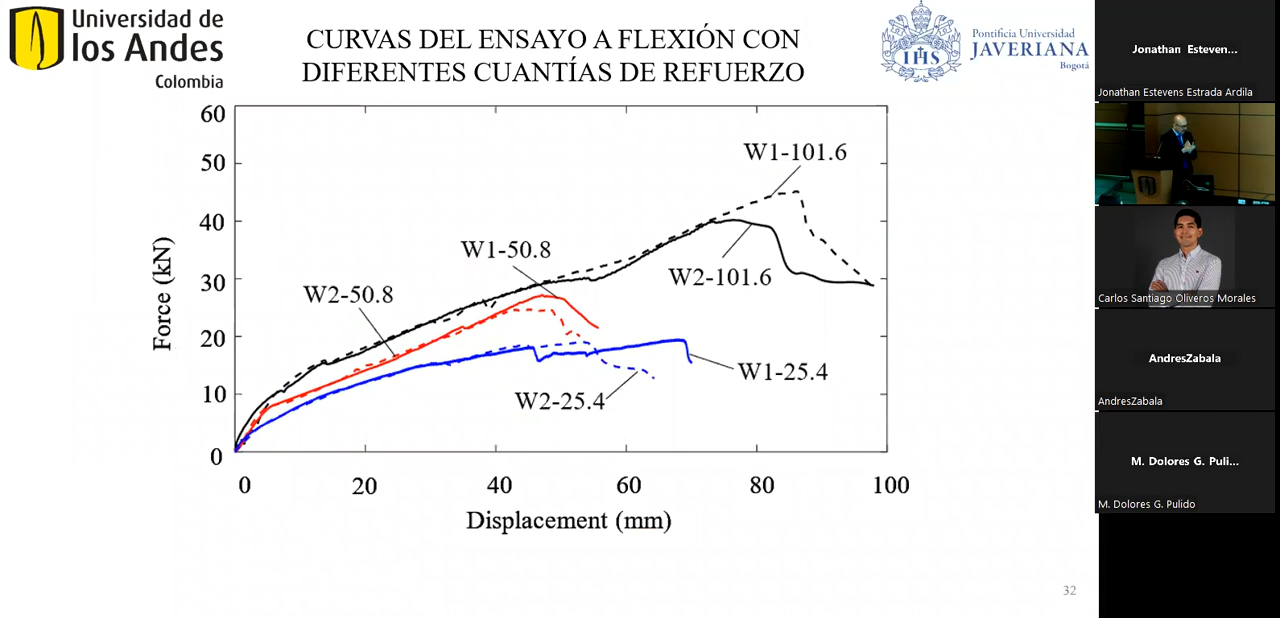 Universidad de
los Andes
Colombia
CURVAS DEL ENSAYO A FLEXIÓN CON
DIFERENTES CUANTÍAS DE REFUERZO
Pontificia Universidad
JAVERIANA
Bogotá
IHS
60
50
40
30
20
10
0
Force (kN)
W1-101.6
W1-50.8
W2-101.6
W2-50.8
W1-25.4
W2-25.4
0 20 40 60 80 100
Displacement (mm)
32
Jonathan Esteven...
Jonathan Estevens Estrada Ardila
Carlos Santiago Oliveros Morales
AndresZabala
AndresZabala
M. Dolores G. Puli...
M. Dolores G. Pulido